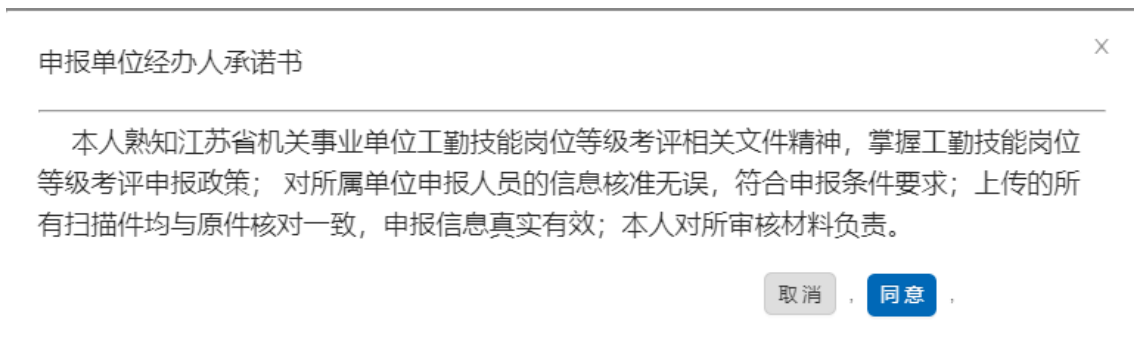 申报单位经办人承诺书
×
本人熟知江苏省机关事业单位工勤技能岗位等级考评相关文件精神，掌握工勤技能岗位
等级考评申报政策； 对所属单位申报人员的信息核准无误，符合申报条件要求；上传的所
有扫描件均与原件核对一致，申报信息真实有效；本人对所审核材料负责。
取消 , 同意 ,